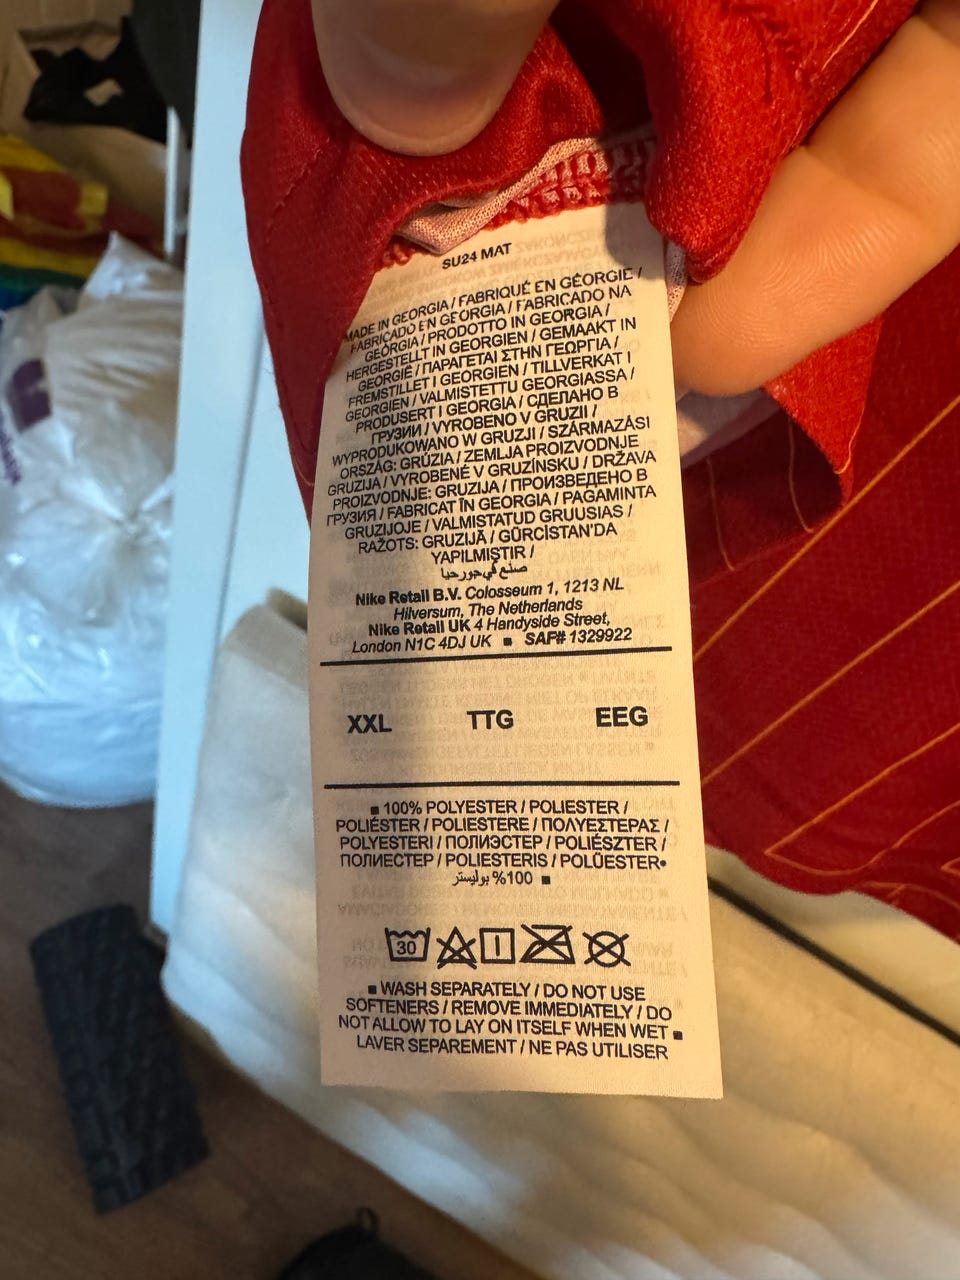 SU24 MAT
MADE IN GEORGIA / FABRIQUÉ EN GÉORGIE /
FABRICADO EN GEORGIA / FABRICADO NA
GEÓRGIA / PRODOTTO IN GEORGIA /
HERGESTELLT IN GEORGIEN / GEMAAKT IN
GEORGIË / ΠΑΡΑΓΕΤΑΙ ΣΤΗΝ ΓΕΩΡΓΙΑ /
FREMSTILLET I GEORGIEN / TILLVERKAT I
GEORGIEN / VALMISTETTU GEORGIASSA /
PRODUSERT I GEORGIA / СДЕЛАНО В
ГРУЗИИ / VYROBENO V GRUZII /
WYPRODUKOWANO W GRUZJI / SZÁRMAZÁSI
ORSZÁG: GRÚZIA / ZEMLJA PROIZVODNJE
GRUZIJA / VYROBENÉ V GRUZÍNSKU / DRŽAVA
PROIZVODNJE: GRUZIJA / ПРОИЗВЕДЕНО В
ГРУЗИЯ / FABRICAT ÎN GEORGIA / PAGAMINTA
GRUZIJOJE / VALMISTATUD GRUUSIAS /
RAŽOTS: GRUZIJĀ / GÜRCİSTAN'DA
YAPILMIŞTIR /
صنع في جورجيا
Nike Retail B.V. Colosseum 1, 1213 NL
Hilversum, The Netherlands
Nike Retail UK 4 Handyside Street,
London N1C 4DJ UK ■ SAF# 1329922
XXL TTG EEG
■ 100% POLYESTER / POLIESTER /
POLIÉSTER / POLIESTERE / ΠΟΛΥΕΣΤΕΡΑΣ /
POLYESTERI / ПОЛИЭСТЕР / POLIÉSZTER /
ПОЛИЕСТЕР / POLIESTERIS / POLÜESTER•
100% بوليستر ■
30
■ WASH SEPARATELY / DO NOT USE
SOFTENERS / REMOVE IMMEDIATELY / DO
NOT ALLOW TO LAY ON ITSELF WHEN WET ■
LAVER SEPAREMENT / NE PAS UTILISER